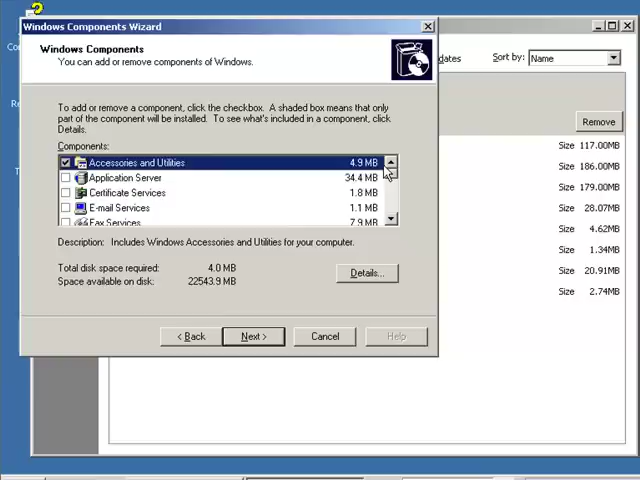 Windows Components Wizard
Windows Components
You can add or remove components of Windows.
dates
Sort by:
Name
To add or remove a component, click the checkbox. A shaded box means that only
part of the component will be installed. To see what's included in a component, click
Details.
Remove
Components:
Size 117.00MB
Accessories and Utilities 4.9 MB
Size 186.00MB
Application Server 34.4 MB
Size 179.00MB
Certificate Services 1.8 MB
Size 28.07MB
E-mail Services 1.1 MB
Fax Services 7.9 MB
Size 4.62MB
Description: Includes Windows Accessories and Utilities for your computer.
Size 1.34MB
Total disk space required: 4.0 MB
Size 20.91MB
Space available on disk: 22543.9 MB
Details...
Size 2.74MB
< Back
Next >
Cancel
Help